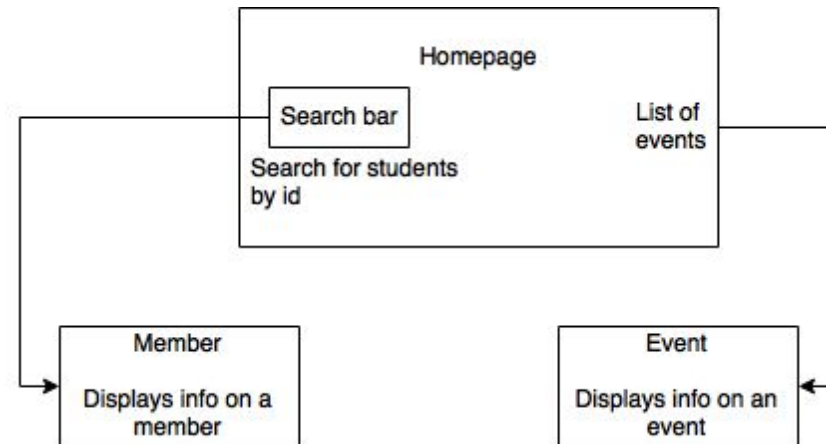 Homepage
Search bar
Search for students
by id
List of
events
Member
Displays info on a
member
Event
Displays info on an
event